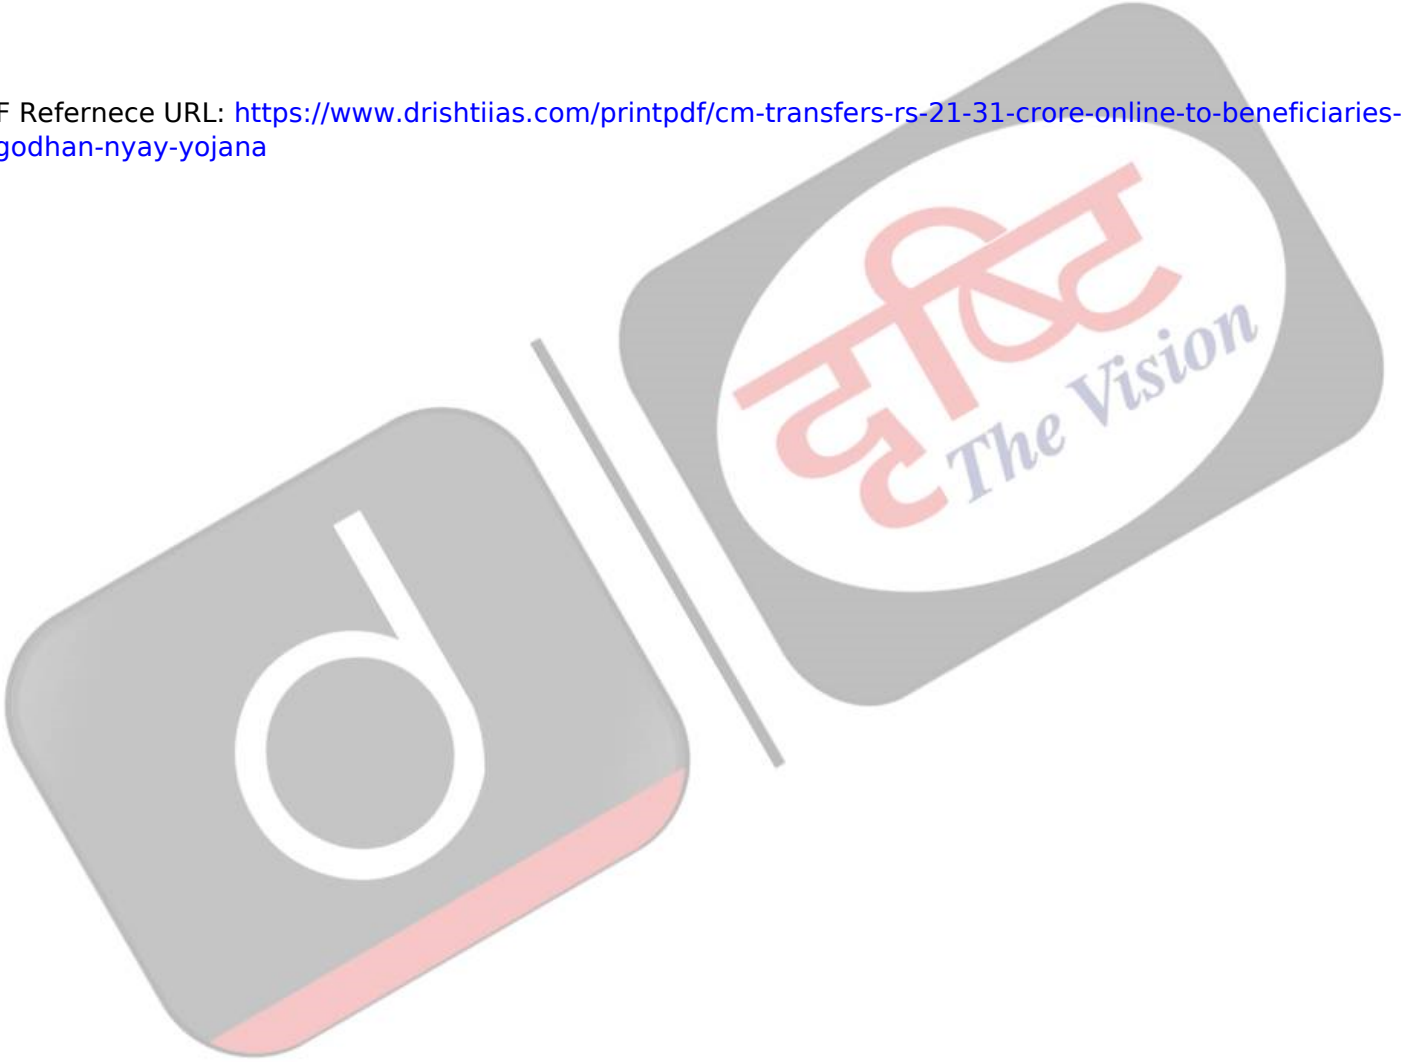 F Refernece URL: https://www.drishtiias.com/printpdf/cm-transfers-rs-21-31-crore-online-to-beneficiaries-
godhan-nyay-yojana
दृष्टि
The Vision
d